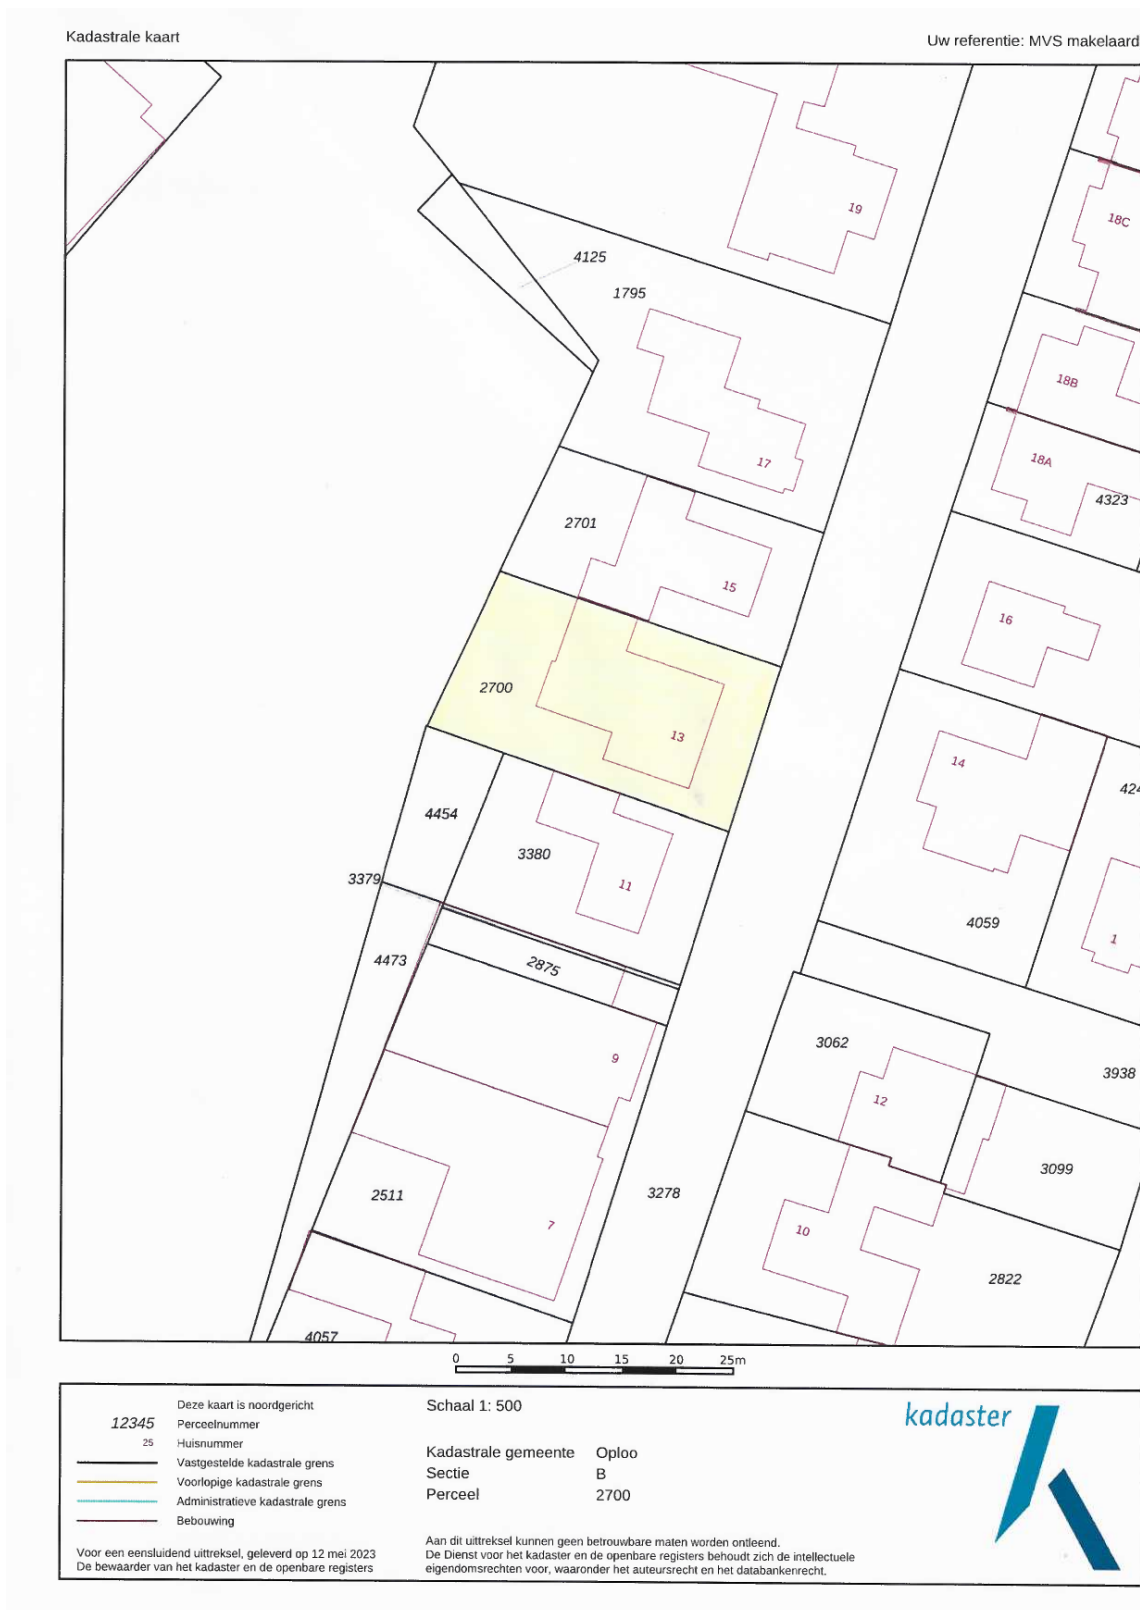 Kadastrale kaart
Uw referentie: MVS makelaard
19
18C
4125
1795
18B
17
18A
4323
2701
15
16
2700
13
14
424
4454
3380
11
3379
4059
1
4473
2875
3062
9
3938
12
3099
2511
3278
7
10
2822
4057
0 5 10 15 20 25m
Deze kaart is noordgericht
12345 Perceelnummer
25 Huisnummer
Vastgestelde kadastrale grens
Voorlopige kadastrale grens
Administratieve kadastrale grens
Bebouwing
Voor een eensluidend uittreksel, geleverd op 12 mei 2023
De bewaarder van het kadaster en de openbare registers
Schaal 1: 500
Kadastrale gemeente Oploo
Sectie B
Perceel 2700
Aan dit uittreksel kunnen geen betrouwbare maten worden ontleend.
De Dienst voor het kadaster en de openbare registers behoudt zich de intellectuele
eigendomsrechten voor, waaronder het auteursrecht en het databankenrecht.
kadaster